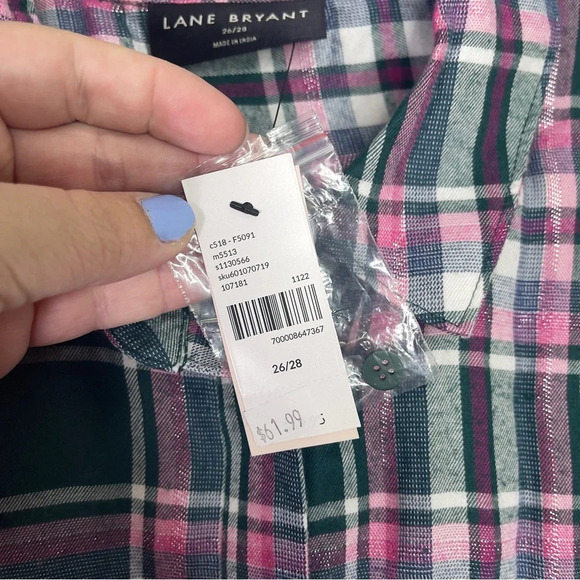 LANE BRYANT
26/28
MADE IN INDIA
c518 - F5091
m5513
s1130566
sku601070719
107181 1122
700008647367
26/28
$61.99